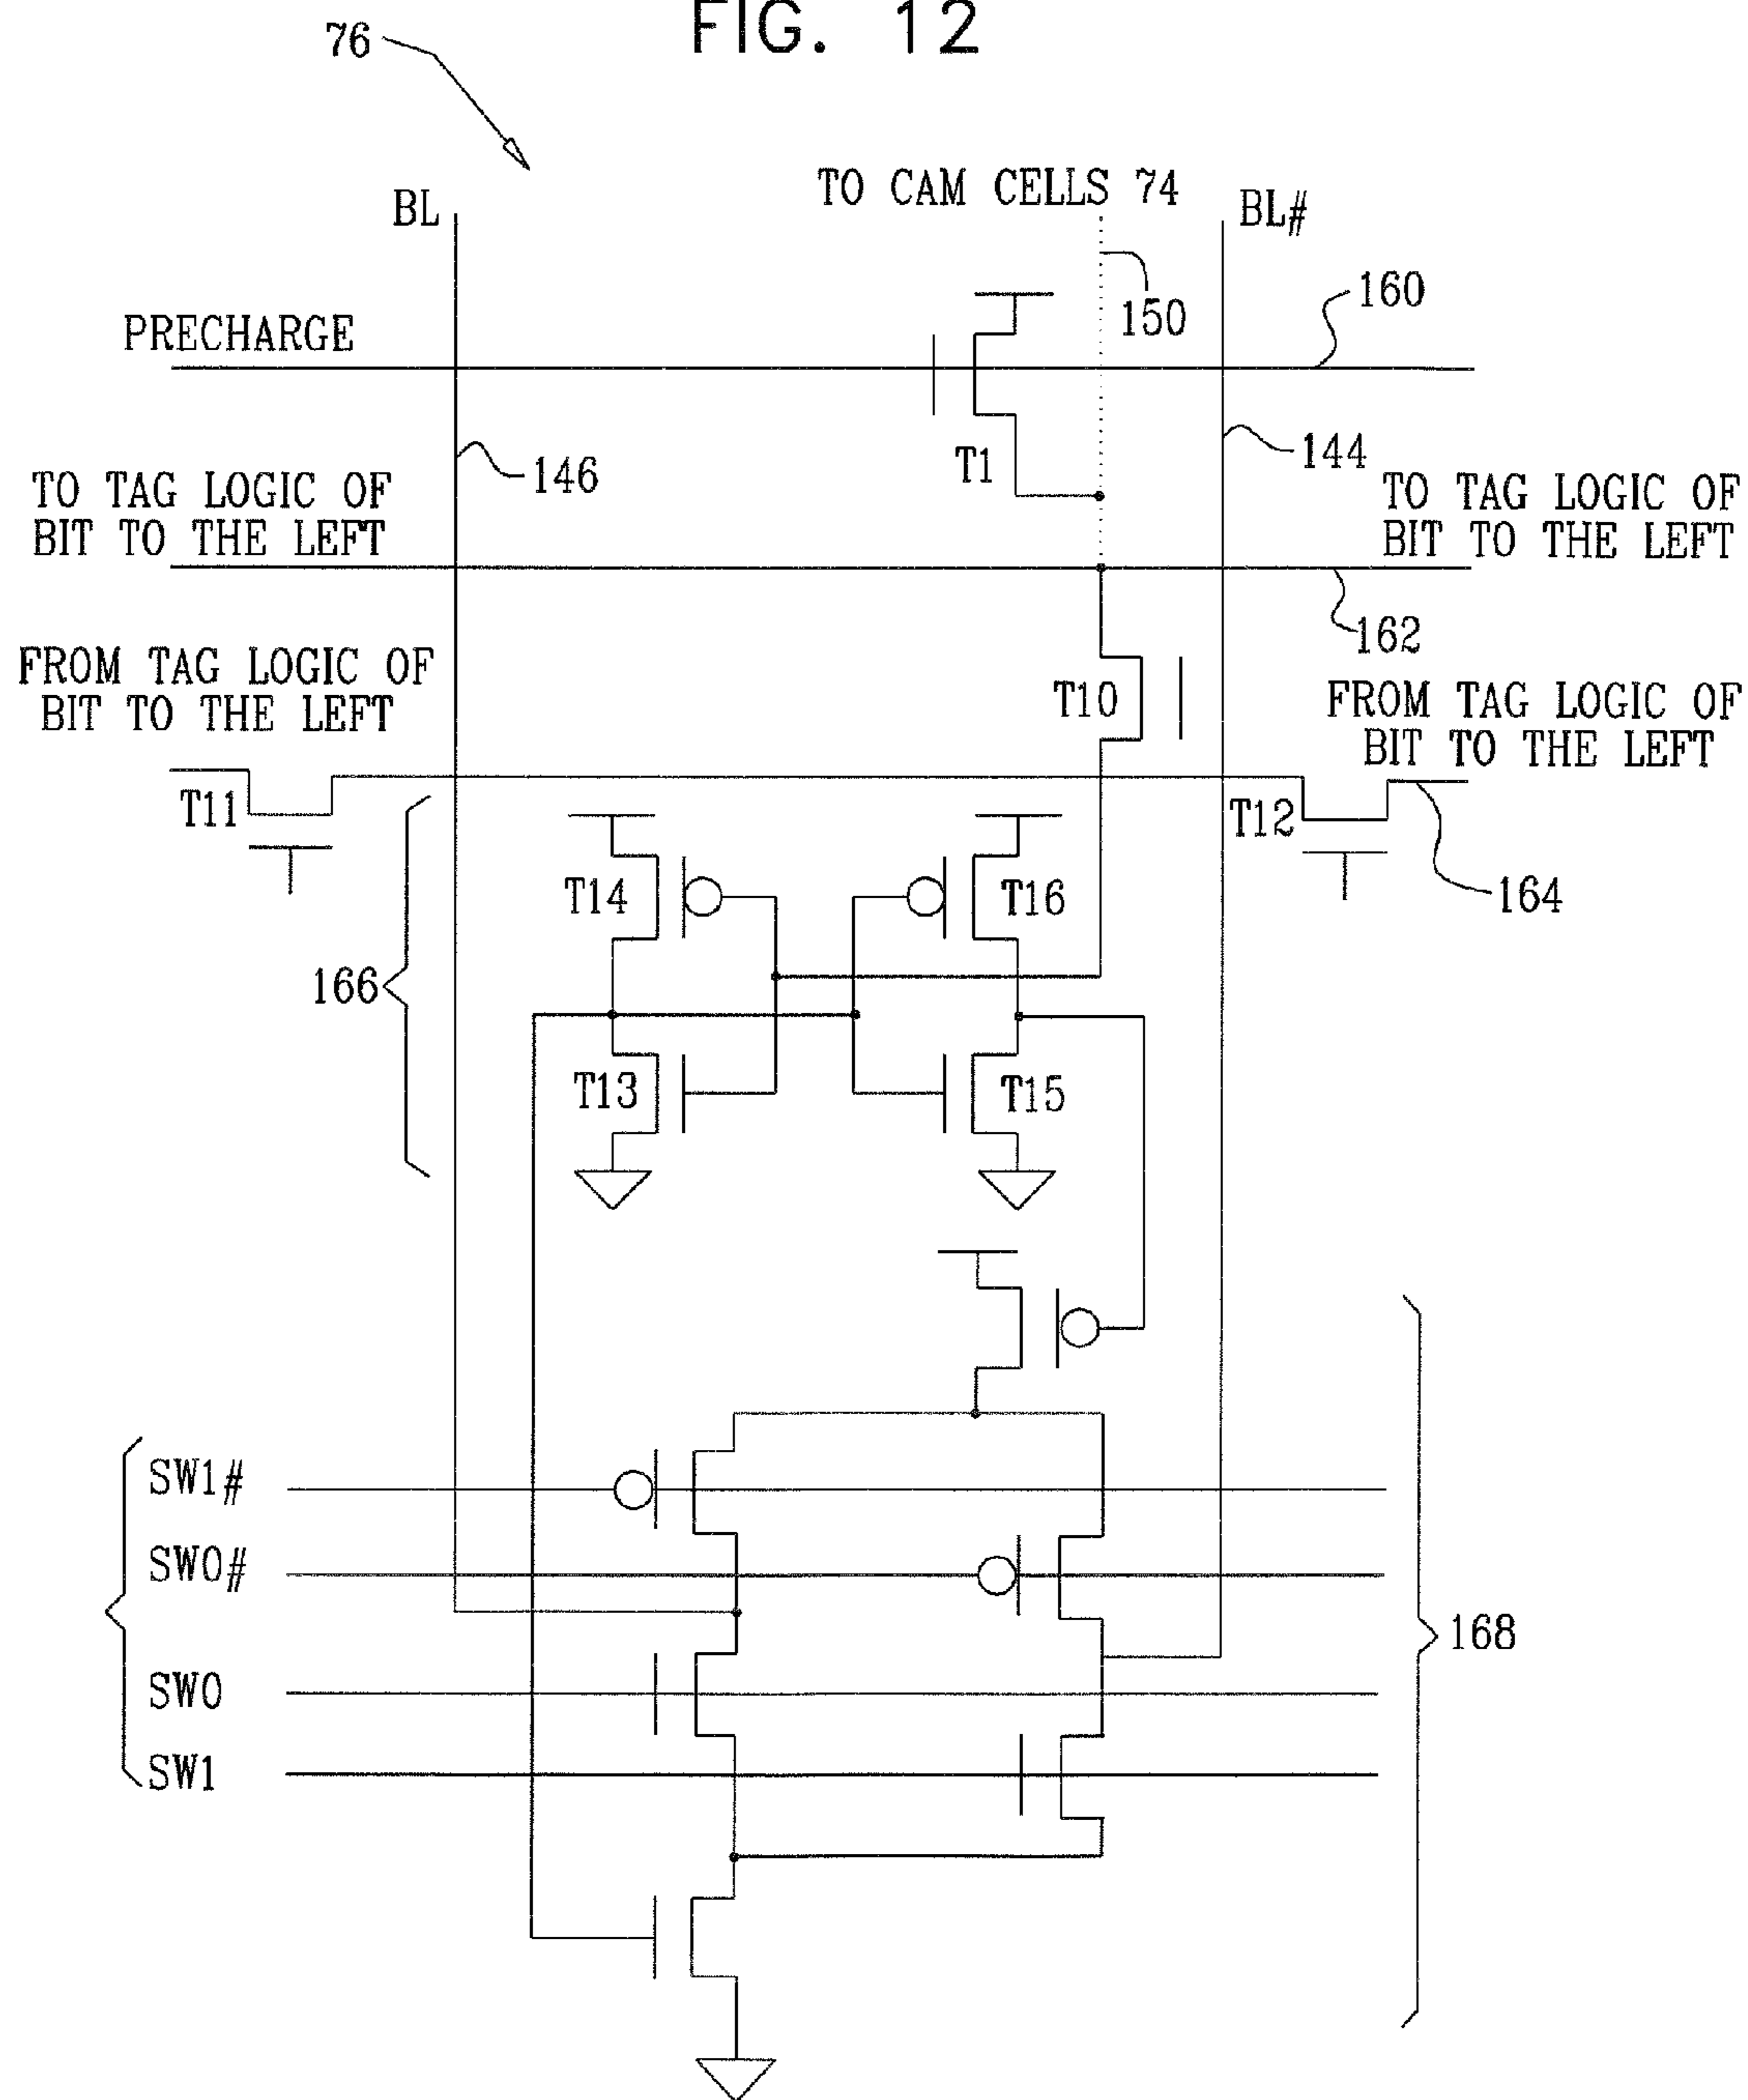 FIG. 12
76
TO CAM CELLS 74
BL
BL#
150
160
PRECHARGE
T1
146
144
TO TAG LOGIC OF
BIT TO THE LEFT
TO TAG LOGIC OF
BIT TO THE LEFT
162
FROM TAG LOGIC OF
BIT TO THE LEFT
T10
FROM TAG LOGIC OF
BIT TO THE LEFT
T11
T12
164
T14
T16
166
T13
T15
SW1#
SW0#
168
SW0
SW1